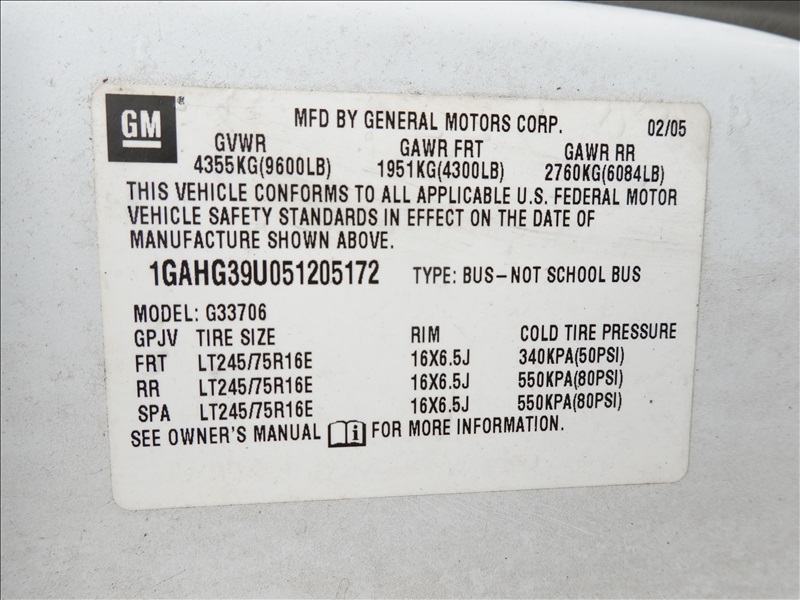 GM ®
MFD BY GENERAL MOTORS CORP. 02/05
GVWR GAWR FRT GAWR RR
4355KG(9600LB) 1951KG(4300LB) 2760KG(6084LB)
THIS VEHICLE CONFORMS TO ALL APPLICABLE U.S. FEDERAL MOTOR
VEHICLE SAFETY STANDARDS IN EFFECT ON THE DATE OF
MANUFACTURE SHOWN ABOVE.
1GAHG39U051205172 TYPE: BUS-NOT SCHOOL BUS
MODEL: G33706
GPJV TIRE SIZE RIM COLD TIRE PRESSURE
FRT LT245/75R16E 16X6.5J 340KPA(50PSI)
RR LT245/75R16E 16X6.5J 550KPA(80PSI)
SPA LT245/75R16E 16X6.5J 550KPA(80PSI)
SEE OWNER'S MANUAL i FOR MORE INFORMATION.